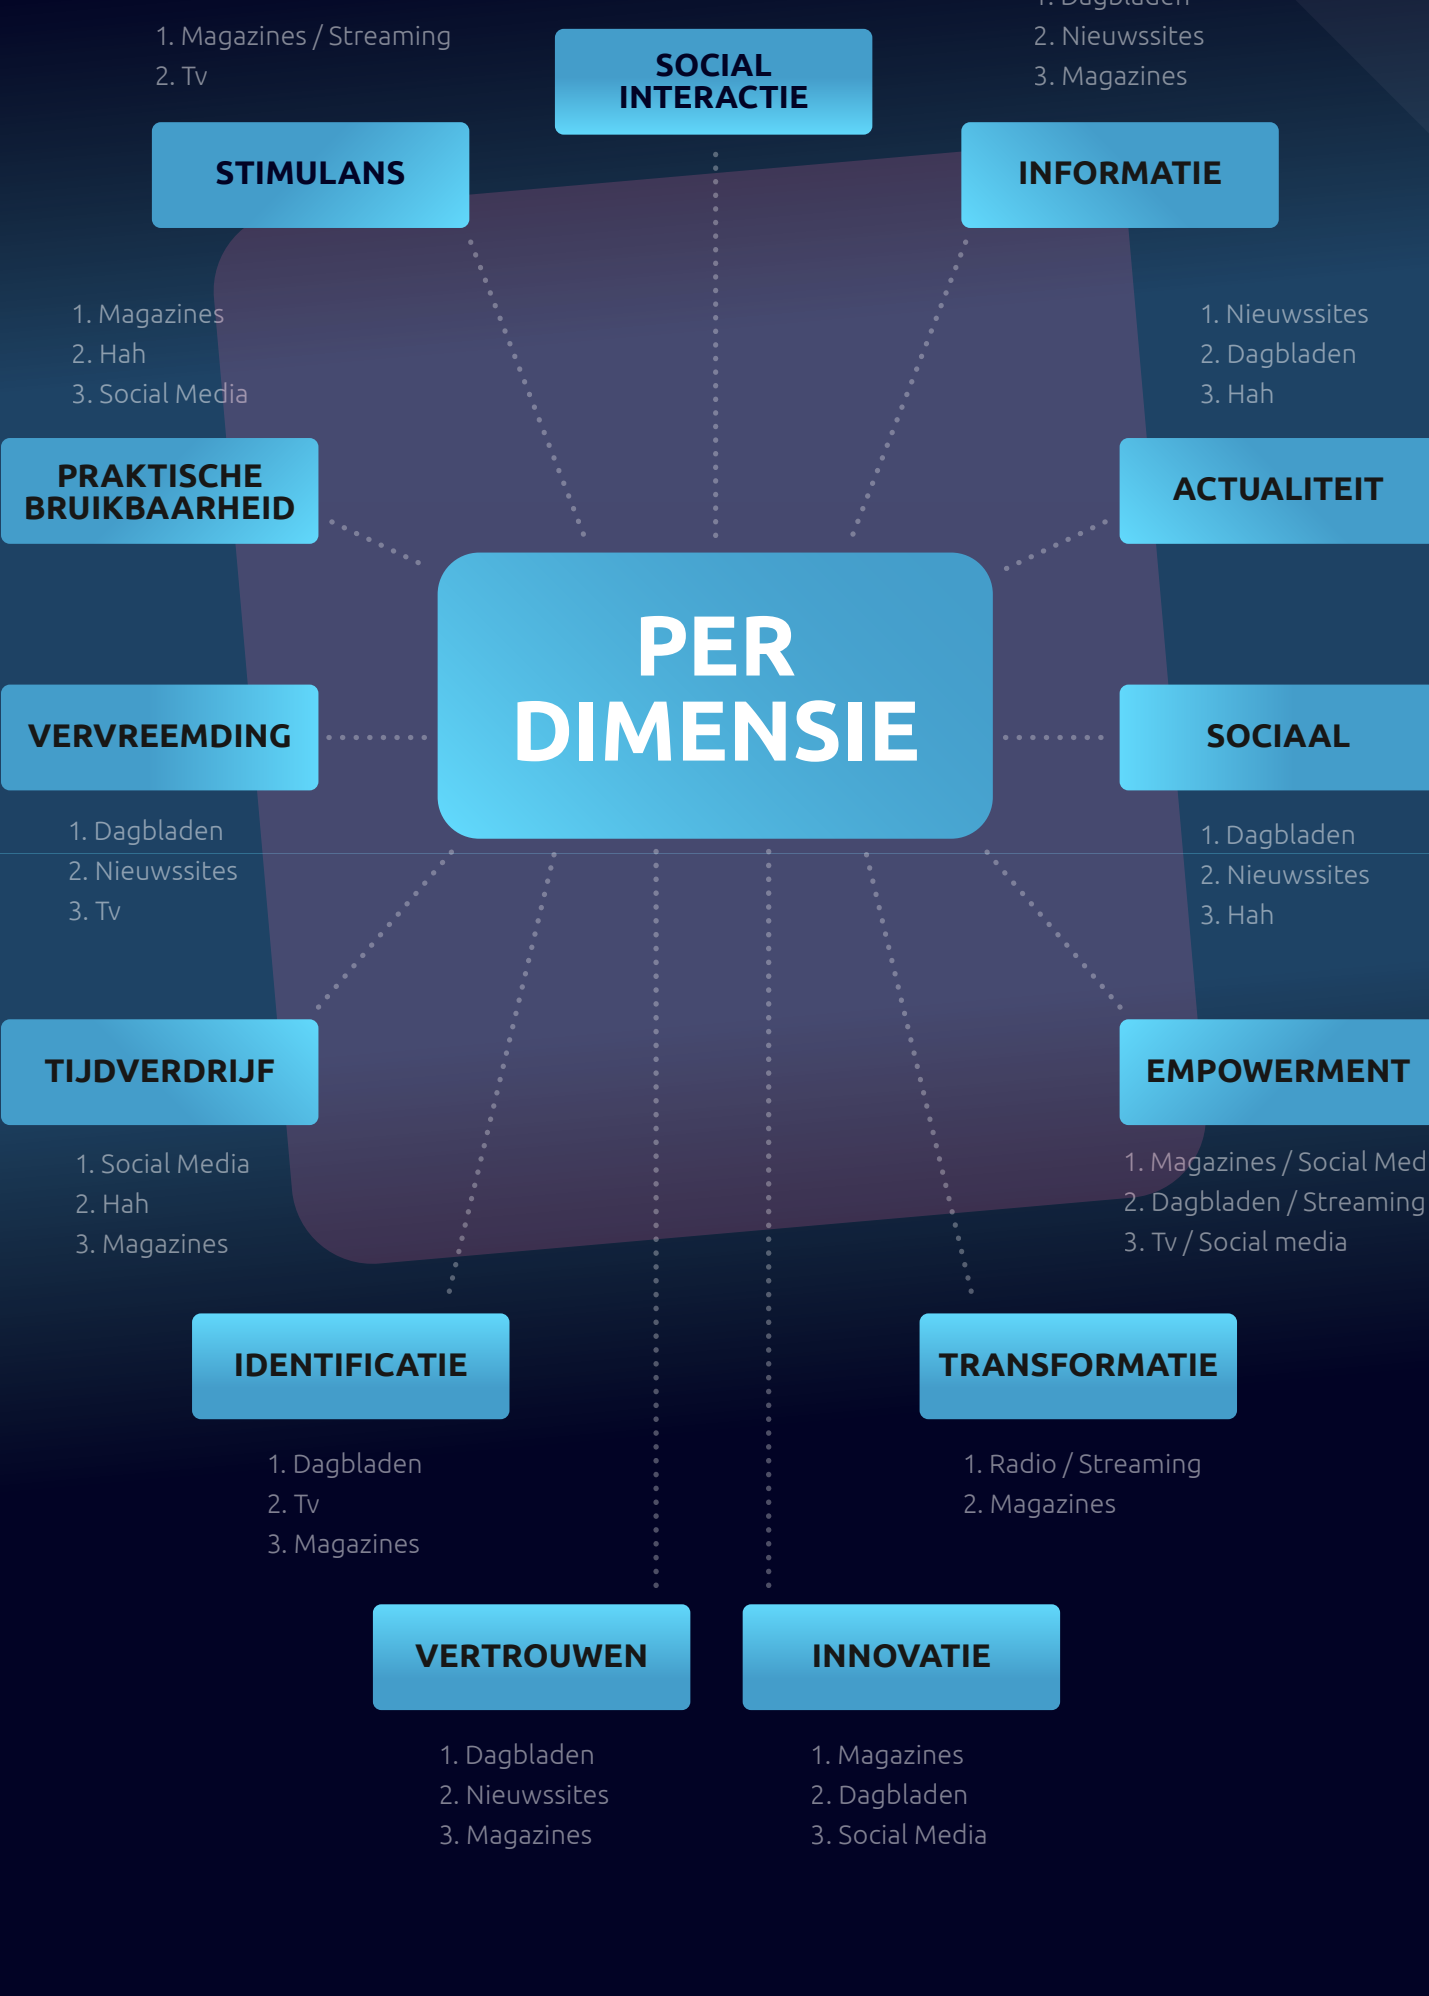 1. Magazines / Streaming
2. Tv
STIMULANS
SOCIAL
INTERACTIE
1. Dagbladen
2. Nieuwssites
3. Magazines
INFORMATIE
1. Magazines
2. Hah
3. Social Media
PRAKTISCHE
BRUIKBAARHEID
1. Nieuwssites
2. Dagbladen
3. Hah
ACTUALITEIT
PER
DIMENSIE
VERVREEMDING
1. Dagbladen
2. Nieuwssites
3. Tv
SOCIAAL
1. Dagbladen
2. Nieuwssites
3. Hah
TIJDVERDRIJF
1. Social Media
2. Hah
3. Magazines
EMPOWERMENT
1. Magazines / Social Med
2. Dagbladen / Streaming
3. Tv / Social media
IDENTIFICATIE
1. Dagbladen
2. Tv
3. Magazines
TRANSFORMATIE
1. Radio / Streaming
2. Magazines
VERTROUWEN
1. Dagbladen
2. Nieuwssites
3. Magazines
INNOVATIE
1. Magazines
2. Dagbladen
3. Social Media